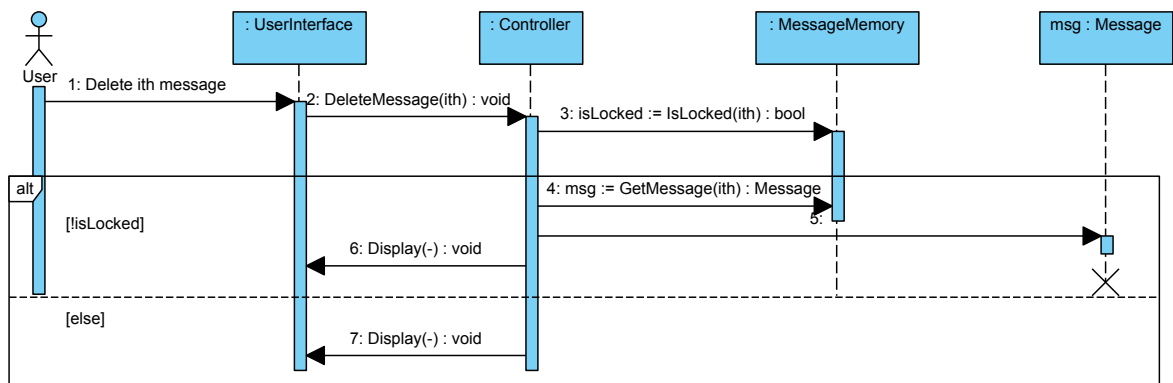 : UserInterface
: Controller
: MessageMemory
msg : Message
User
1: Delete ith message
2: DeleteMessage(ith) : void
3: isLocked := IsLocked(ith) : bool
alt
4: msg := GetMessage(ith) : Message
[!isLocked]
5:
6: Display(-) : void
[else]
7: Display(-) : void